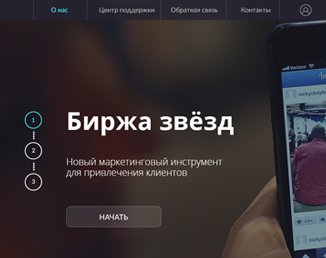 О нас Центр поддержки Обратная связь Контакты
1
Биржа звёзд
2
Новый маркетинговый инструмент
для привлечения клиентов
3
НАЧАТЬ
Verizon